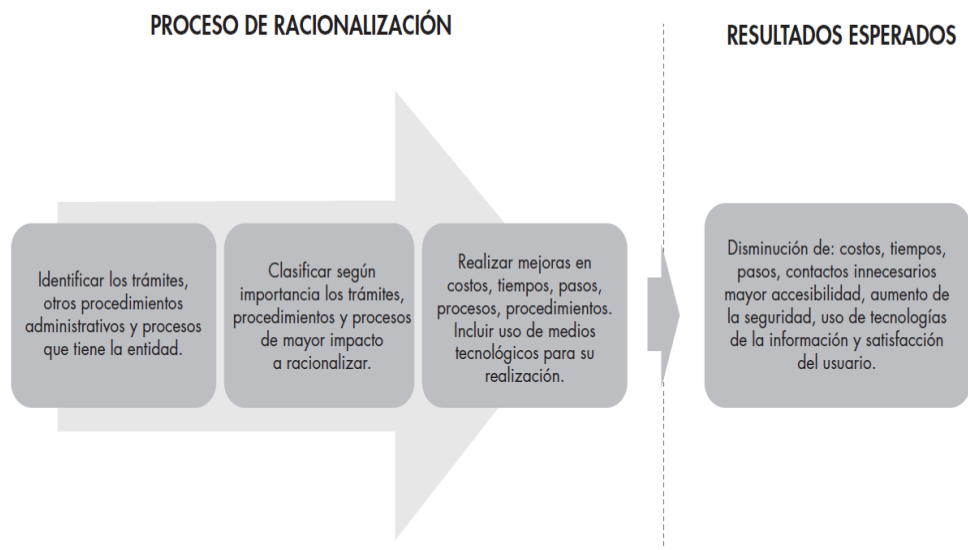 PROCESO DE RACIONALIZACIÓN
RESULTADOS ESPERADOS
Identificar los trámites,
otros procedimientos
administrativos y procesos
que tiene la entidad.
Clasificar según
importancia los trámites,
procedimientos y procesos
de mayor impacto
a racionalizar.
Realizar mejoras en
costos, tiempos, pasos,
procesos, procedimientos.
Incluir uso de medios
tecnológicos para su
realización.
Disminución de: costos, tiempos,
pasos, contactos innecesarios
mayor accesibilidad, aumento de
la seguridad, uso de tecnologías
de la información y satisfacción
del usuario.